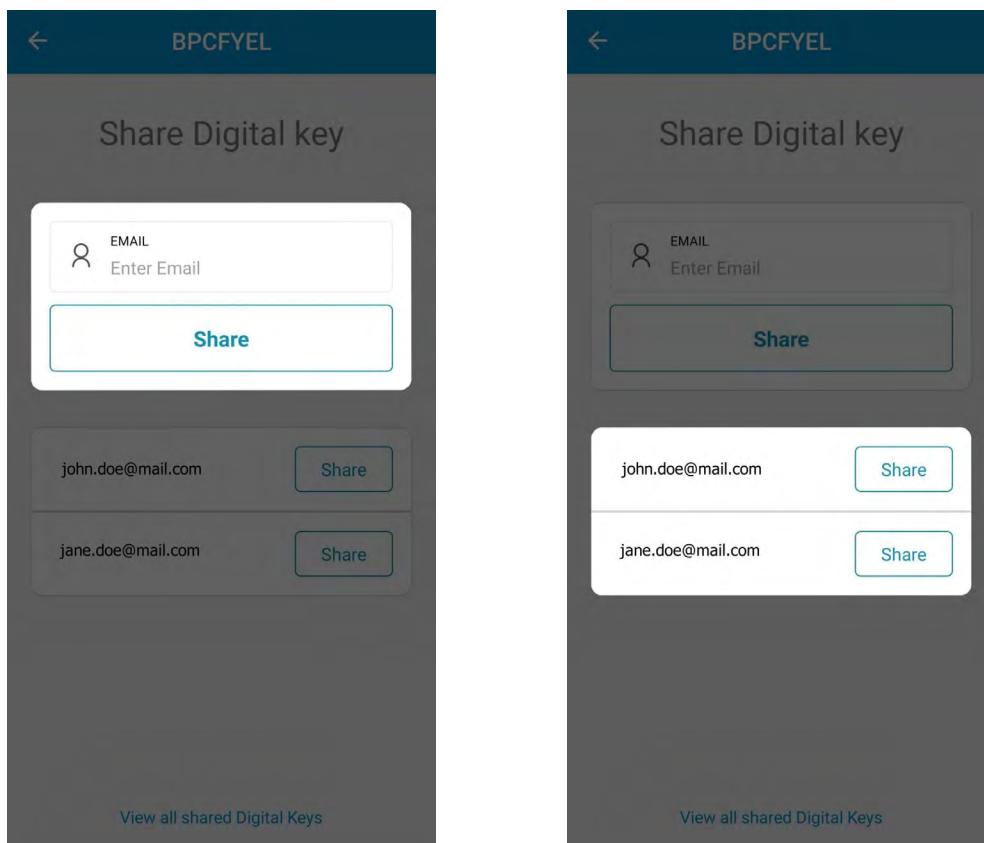 BPCFYEL
Share Digital key
EMAIL
Enter Email
Share
john.doe@mail.com
Share
jane.doe@mail.com
Share
View all shared Digital Keys
BPCFYEL
Share Digital key
EMAIL
Enter Email
Share
john.doe@mail.com
Share
jane.doe@mail.com
Share
View all shared Digital Keys